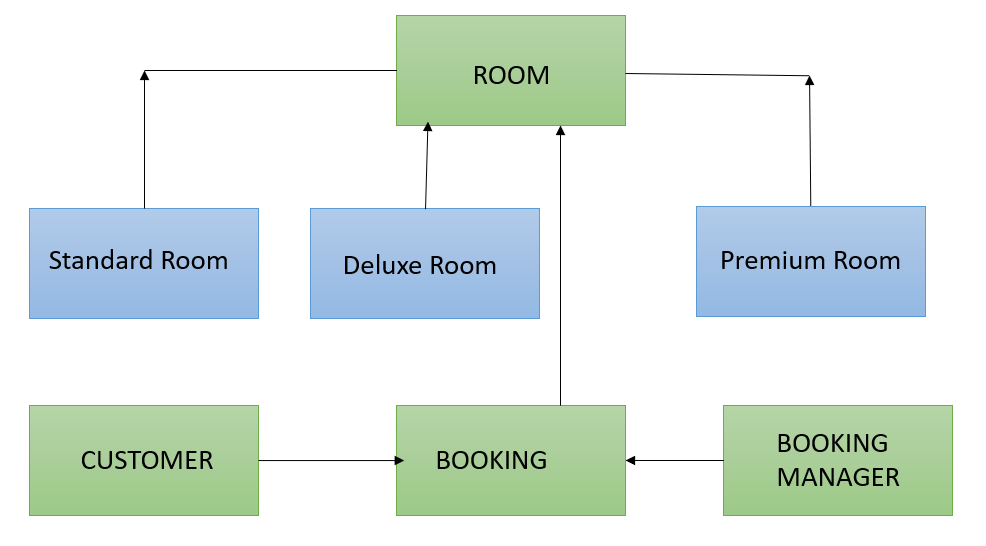 ROOM
Standard Room
Deluxe Room
Premium Room
CUSTOMER
BOOKING
BOOKING
MANAGER